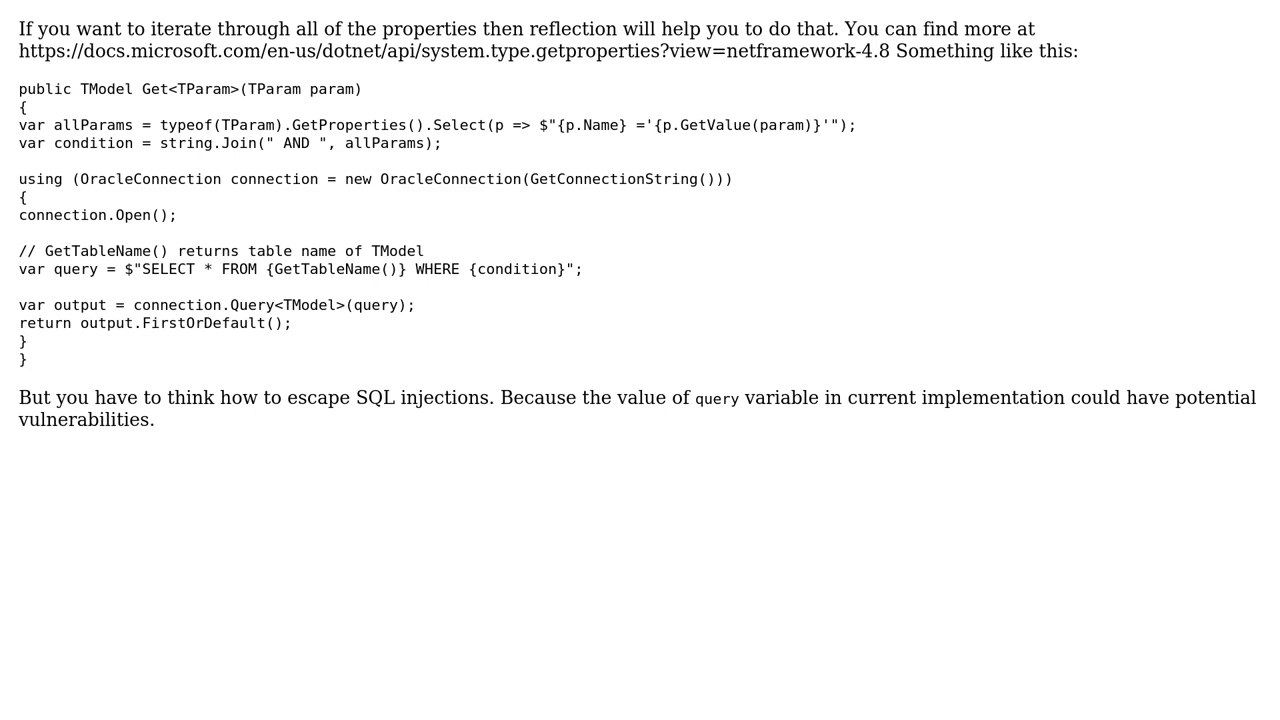 If you want to iterate through all of the properties then reflection will help you to do that. You can find more at
https://docs.microsoft.com/en-us/dotnet/api/system.type.getproperties?view=netframework-4.8 Something like this:
public TModel Get<TParam>(TParam param)
{
var allParams = typeof(TParam).GetProperties().Select(p => $"{p.Name} ='{p.GetValue(param)}'");
var condition = string.Join(" AND ", allParams);
using (OracleConnection connection = new OracleConnection(GetConnectionString()))
{
connection.Open();
// GetTableName() returns table name of TModel
var query = $"SELECT * FROM {GetTableName()} WHERE {condition}";
var output = connection.Query<TModel>(query);
return output.FirstOrDefault();
}
}
But you have to think how to escape SQL injections. Because the value of query variable in current implementation could have potential
vulnerabilities.